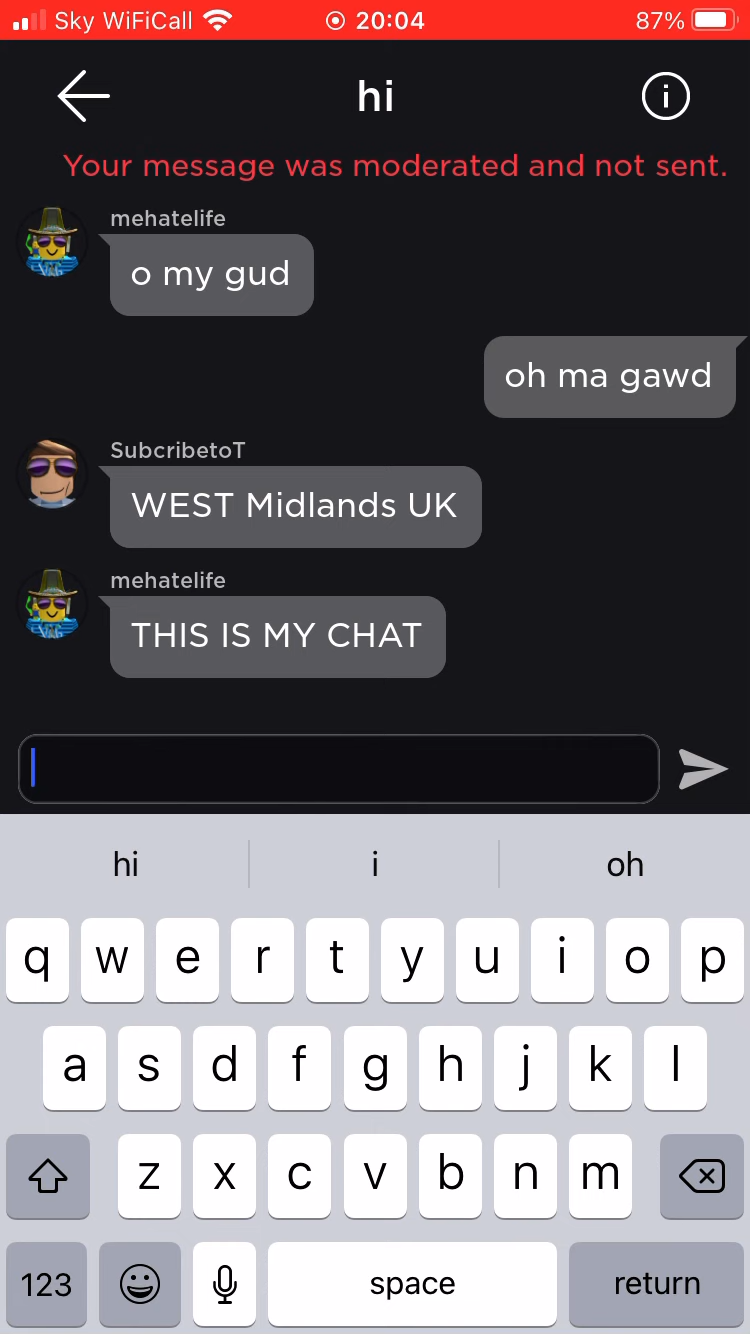 Sky WiFiCall 20:04 87%
hi
Your message was moderated and not sent.
mehatelife
o my gud
oh ma gawd
SubcribetoT
WEST Midlands UK
mehatelife
THIS IS MY CHAT
hi i oh
q w e r t y u i o p
a s d f g h j k l
z x c v b n m
123 space return